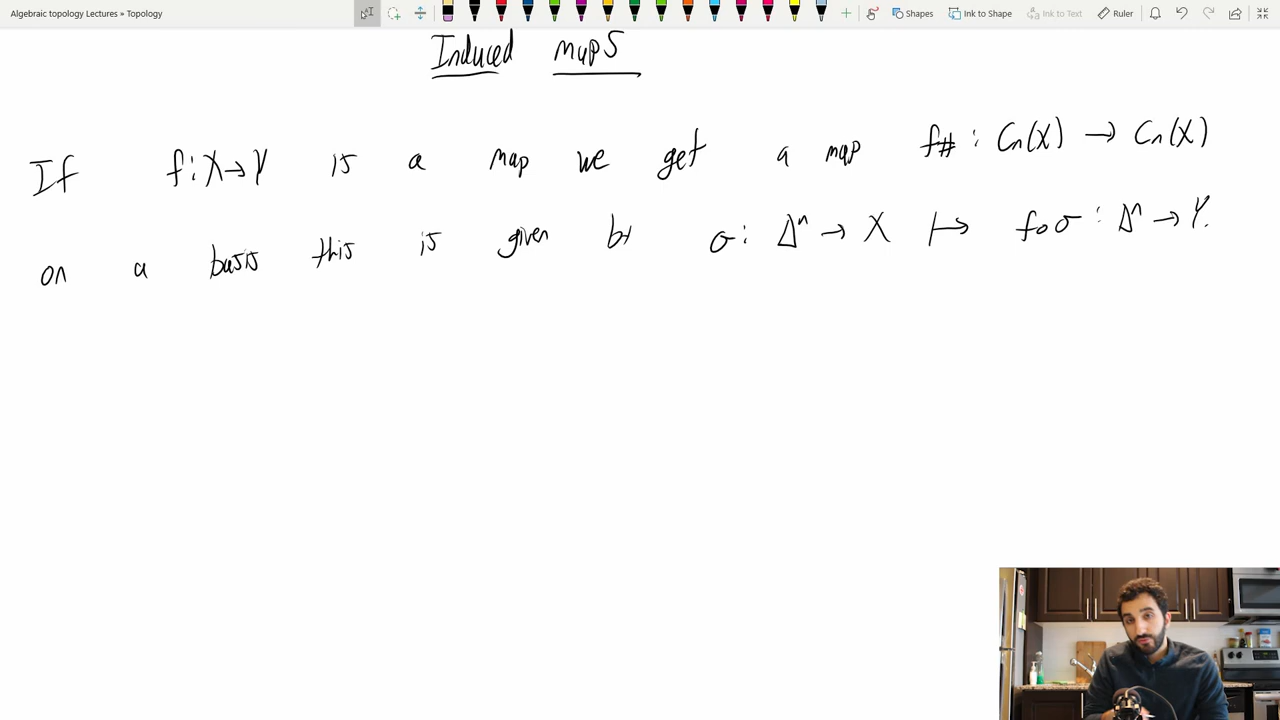 Algebraic topology Lectures » Topology
Shapes Ink to Shape Ink to Text Ruler
Induced maps
If f: X → Y is a map we get a map f# : Cn(X) → Cn(X)
on a basis this is given by σ: Δⁿ → X ↦ f∘σ : Δⁿ → Y.